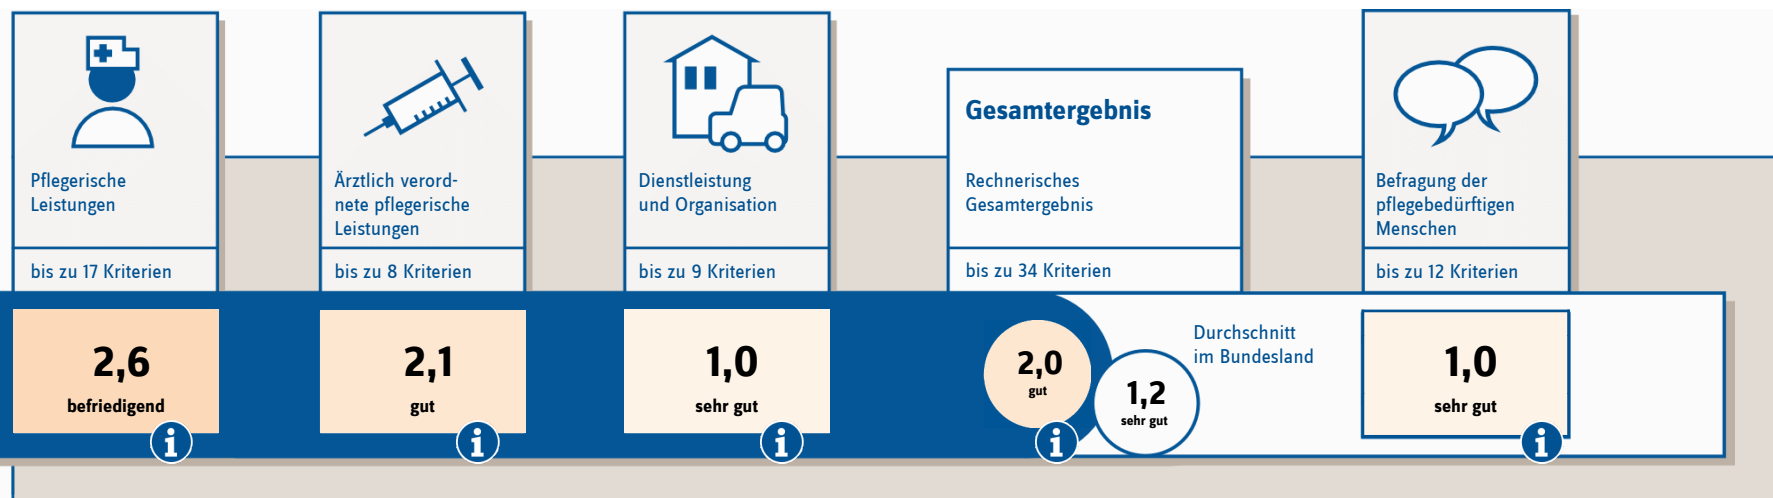 Pflegerische
Leistungen
bis zu 17 Kriterien
2,6
befriedigend
i
Ärztlich verord-
nete pflegerische
Leistungen
bis zu 8 Kriterien
2,1
gut
i
Dienstleistung
und Organisation
bis zu 9 Kriterien
1,0
sehr gut
i
Gesamtergebnis
Rechnerisches
Gesamtergebnis
bis zu 34 Kriterien
2,0
gut
i
1,2
sehr gut
Durchschnitt
im Bundesland
Befragung der
pflegebedürftigen
Menschen
bis zu 12 Kriterien
1,0
sehr gut
i